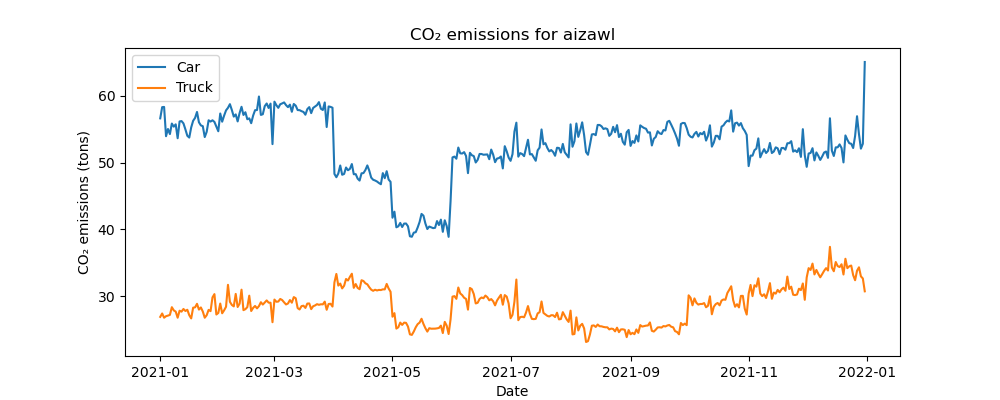 CO₂ emissions for aizawl
Car
Truck
CO₂ emissions (tons)
60
50
40
30
2021-01
2021-03
2021-05
2021-07
2021-09
2021-11
2022-01
Date